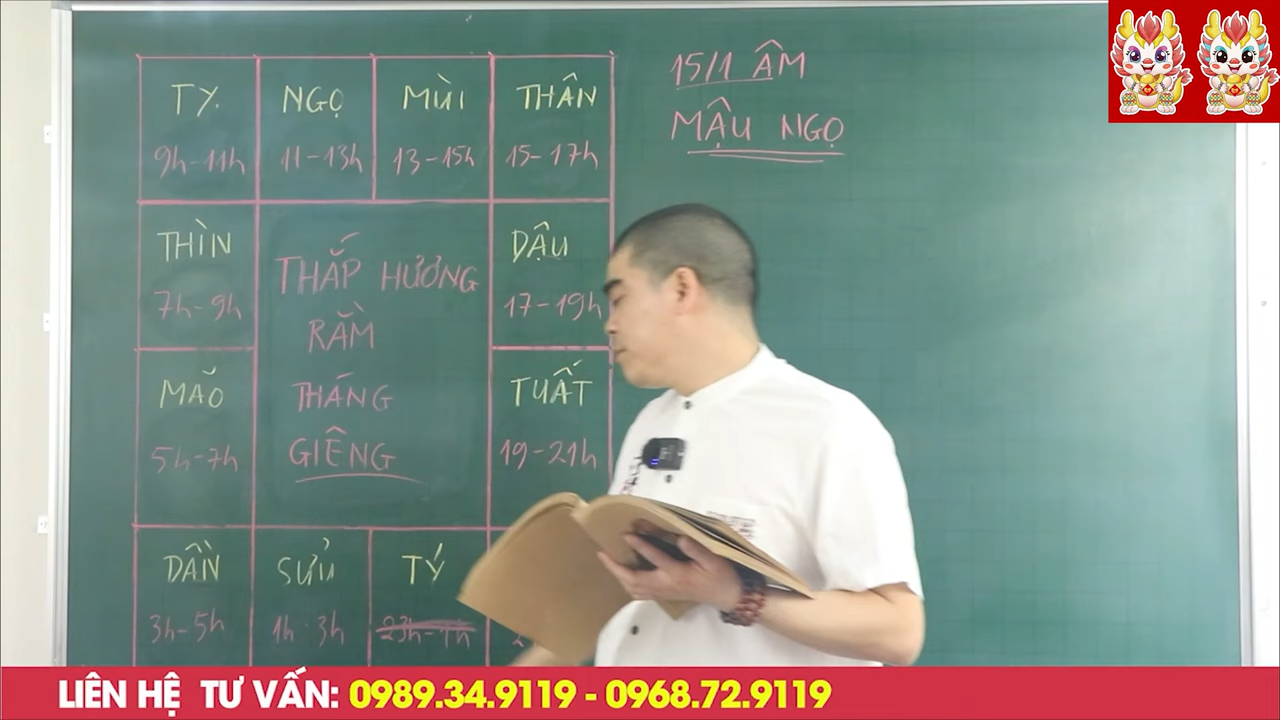 TỴ
NGỌ
MÙI
THÂN
9h-11h
11-13h
13-15h
15-17h
THÌN
7h-9h
THẮP HƯƠNG
RẰM
THÁNG
GIÊNG
DẬU
17-19h
MÃO
5h-7h
TUẤT
19-21h
DẦN
SỬU
TÝ
3h-5h
1h-3h
23h-1h
15/1 ÂM
MẬU NGỌ
LIÊN HỆ TƯ VẤN: 0989.34.9119 - 0968.72.9119